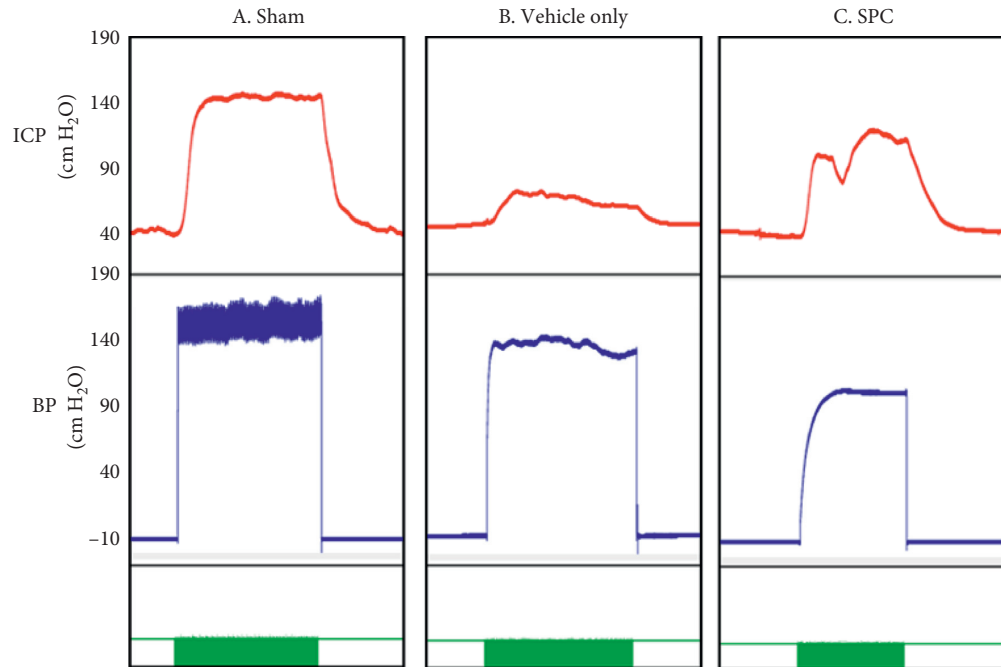 A. Sham
B. Vehicle only
C. SPC
190
140
ICP
(cm H₂O)
90
40
190
140
BP
(cm H₂O)
90
40
−10